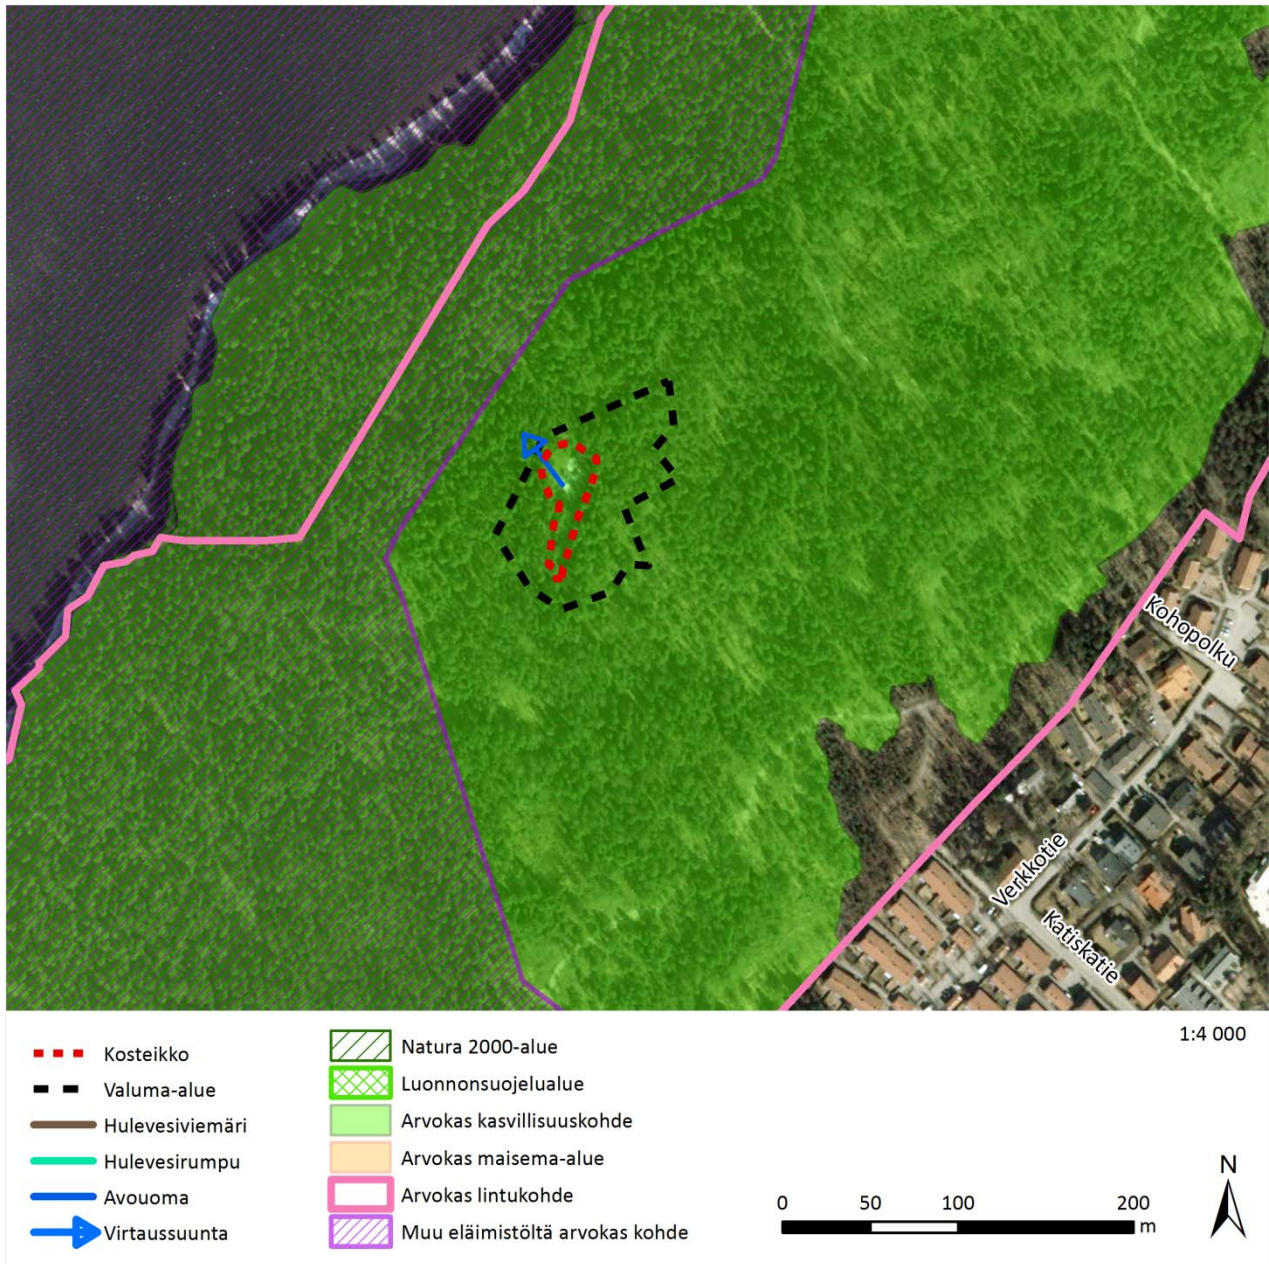 Kohopolku
Verkkotie
Katiskatie
Kosteikko
Valuma-alue
Hulevesiviemäri
Hulevesirumpu
Avouoma
Virtaussuunta
Natura 2000-alue
Luonnonsuojelualue
Arvokas kasvillisuuskohde
Arvokas maisema-alue
Arvokas lintukohde
Muu eläimistöltä arvokas kohde
1:4 000
0 50 100 200
m
N